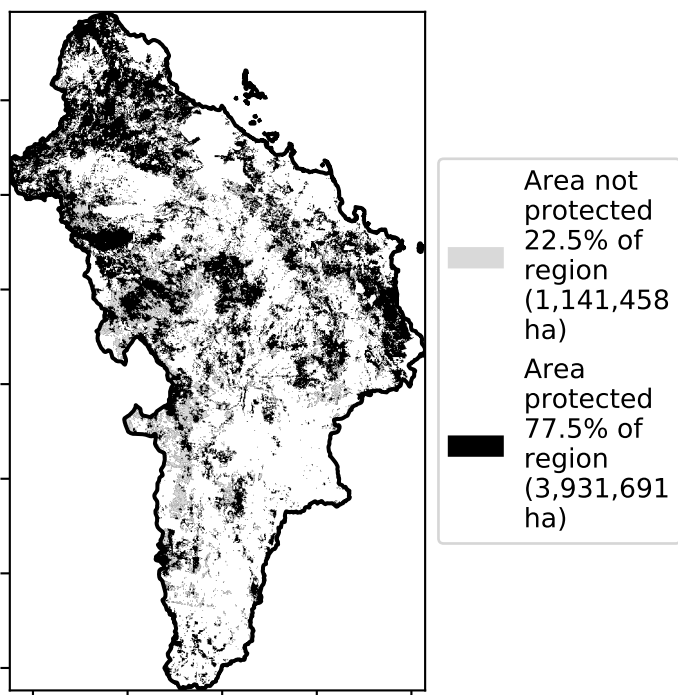 Area not
protected
22.5% of
region
(1,141,458
ha)
Area
protected
77.5% of
region
(3,931,691
ha)